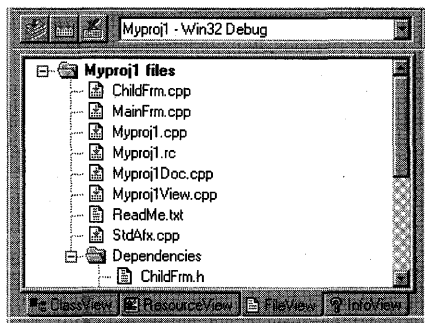 Myproj1 - Win32 Debug
Myproj1 files
ChildFrm.cpp
MainFrm.cpp
Myproj1.cpp
Myproj1.rc
Myproj1Doc.cpp
Myproj1View.cpp
ReadMe.txt
StdAfx.cpp
Dependencies
ChildFrm.h
ClassView ResourceView FileView InfoView